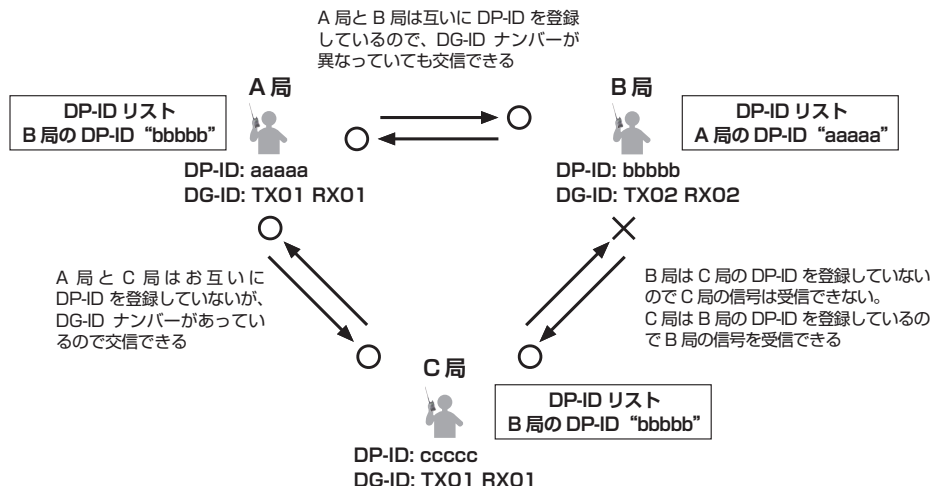 A 局と B 局は互いに DP-ID を登録
しているので、DG-ID ナンバーが
異なっていても交信できる
A 局
B 局
DP-ID リスト
B 局の DP-ID “bbbbb”
DP-ID リスト
A 局の DP-ID “aaaaa”
DP-ID: aaaaa
DG-ID: TX01 RX01
DP-ID: bbbbb
DG-ID: TX02 RX02
A 局と C 局はお互いに
DP-ID を登録していないが、
DG-ID ナンバーがあってい
るので交信できる
B 局は C 局の DP-ID を登録していない
ので C 局の信号は受信できない。
C 局は B 局の DP-ID を登録しているの
で B 局の信号を受信できる
C 局
DP-ID リスト
B 局の DP-ID “bbbbb”
DP-ID: ccccc
DG-ID: TX01 RX01